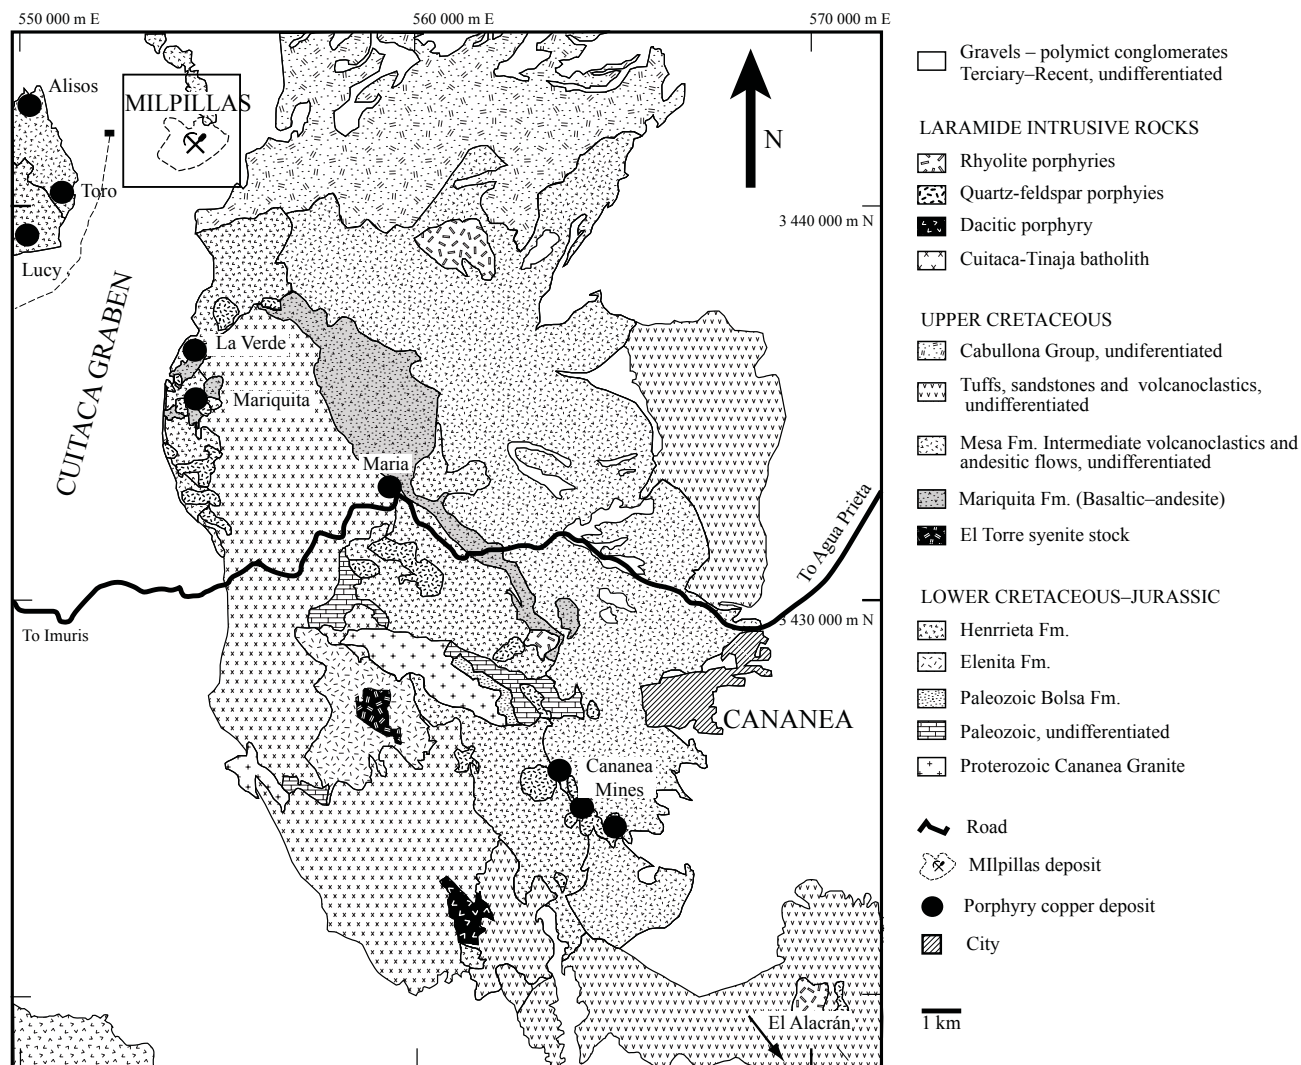 550 000 m E
560 000 m E
570 000 m E
Alisos
MILPILLAS
N
Toro
3 440 000 m N
Lucy
CUITACA GRABEN
La Verde
Mariquita
Maria
To Agua Prieta
To Imuris
3 430 000 m N
CANANEA
Cananea
Mines
El Alacrán
Gravels – polymict conglomerates
Terciary–Recent, undifferentiated
LARAMIDE INTRUSIVE ROCKS
Rhyolite porphyries
Quartz-feldspar porphyies
Dacitic porphyry
Cuitaca-Tinaja batholith
UPPER CRETACEOUS
Cabullona Group, undiferentiated
Tuffs, sandstones and volcanoclastics,
undifferentiated
Mesa Fm. Intermediate volcanoclastics and
andesitic flows, undifferentiated
Mariquita Fm. (Basaltic–andesite)
El Torre syenite stock
LOWER CRETACEOUS–JURASSIC
Henrrieta Fm.
Elenita Fm.
Paleozoic Bolsa Fm.
Paleozoic, undifferentiated
Proterozoic Cananea Granite
Road
MIlpillas deposit
Porphyry copper deposit
City
1 km